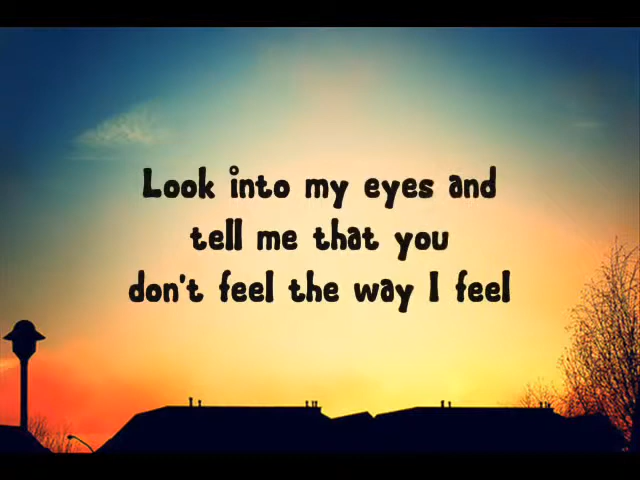 Look into my eyes and
tell me that you
don't feel the way I feel